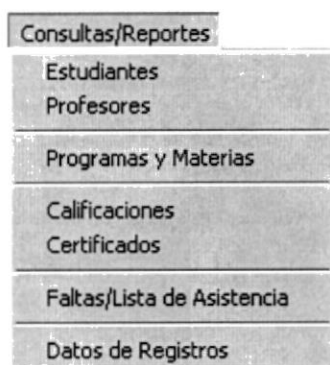 Consultas/Reportes
Estudiantes
Profesores
Programas y Materias
Calificaciones
Certificados
Faltas/Lista de Asistencia
Datos de Registros